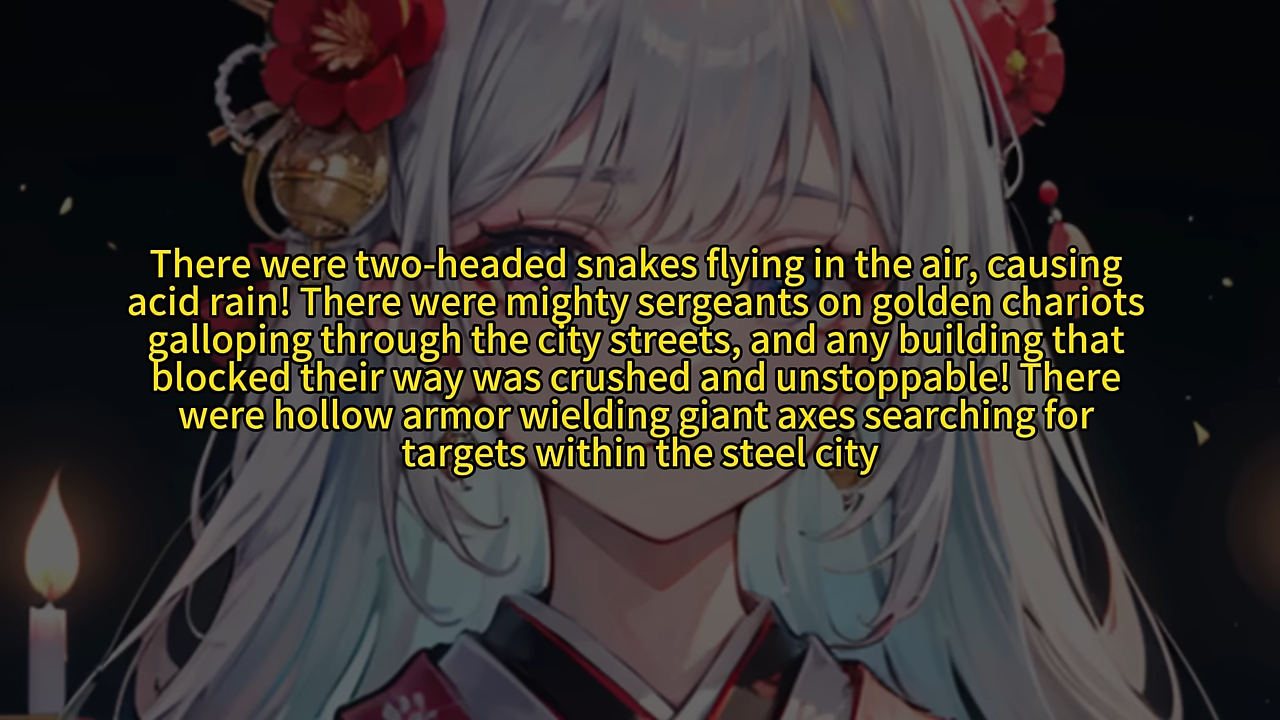 There were two-headed snakes flying in the air, causing
acid rain! There were mighty sergeants on golden chariots
galloping through the city streets, and any building that
blocked their way was crushed and unstoppable! There
were hollow armor wielding giant axes searching for
targets within the steel city